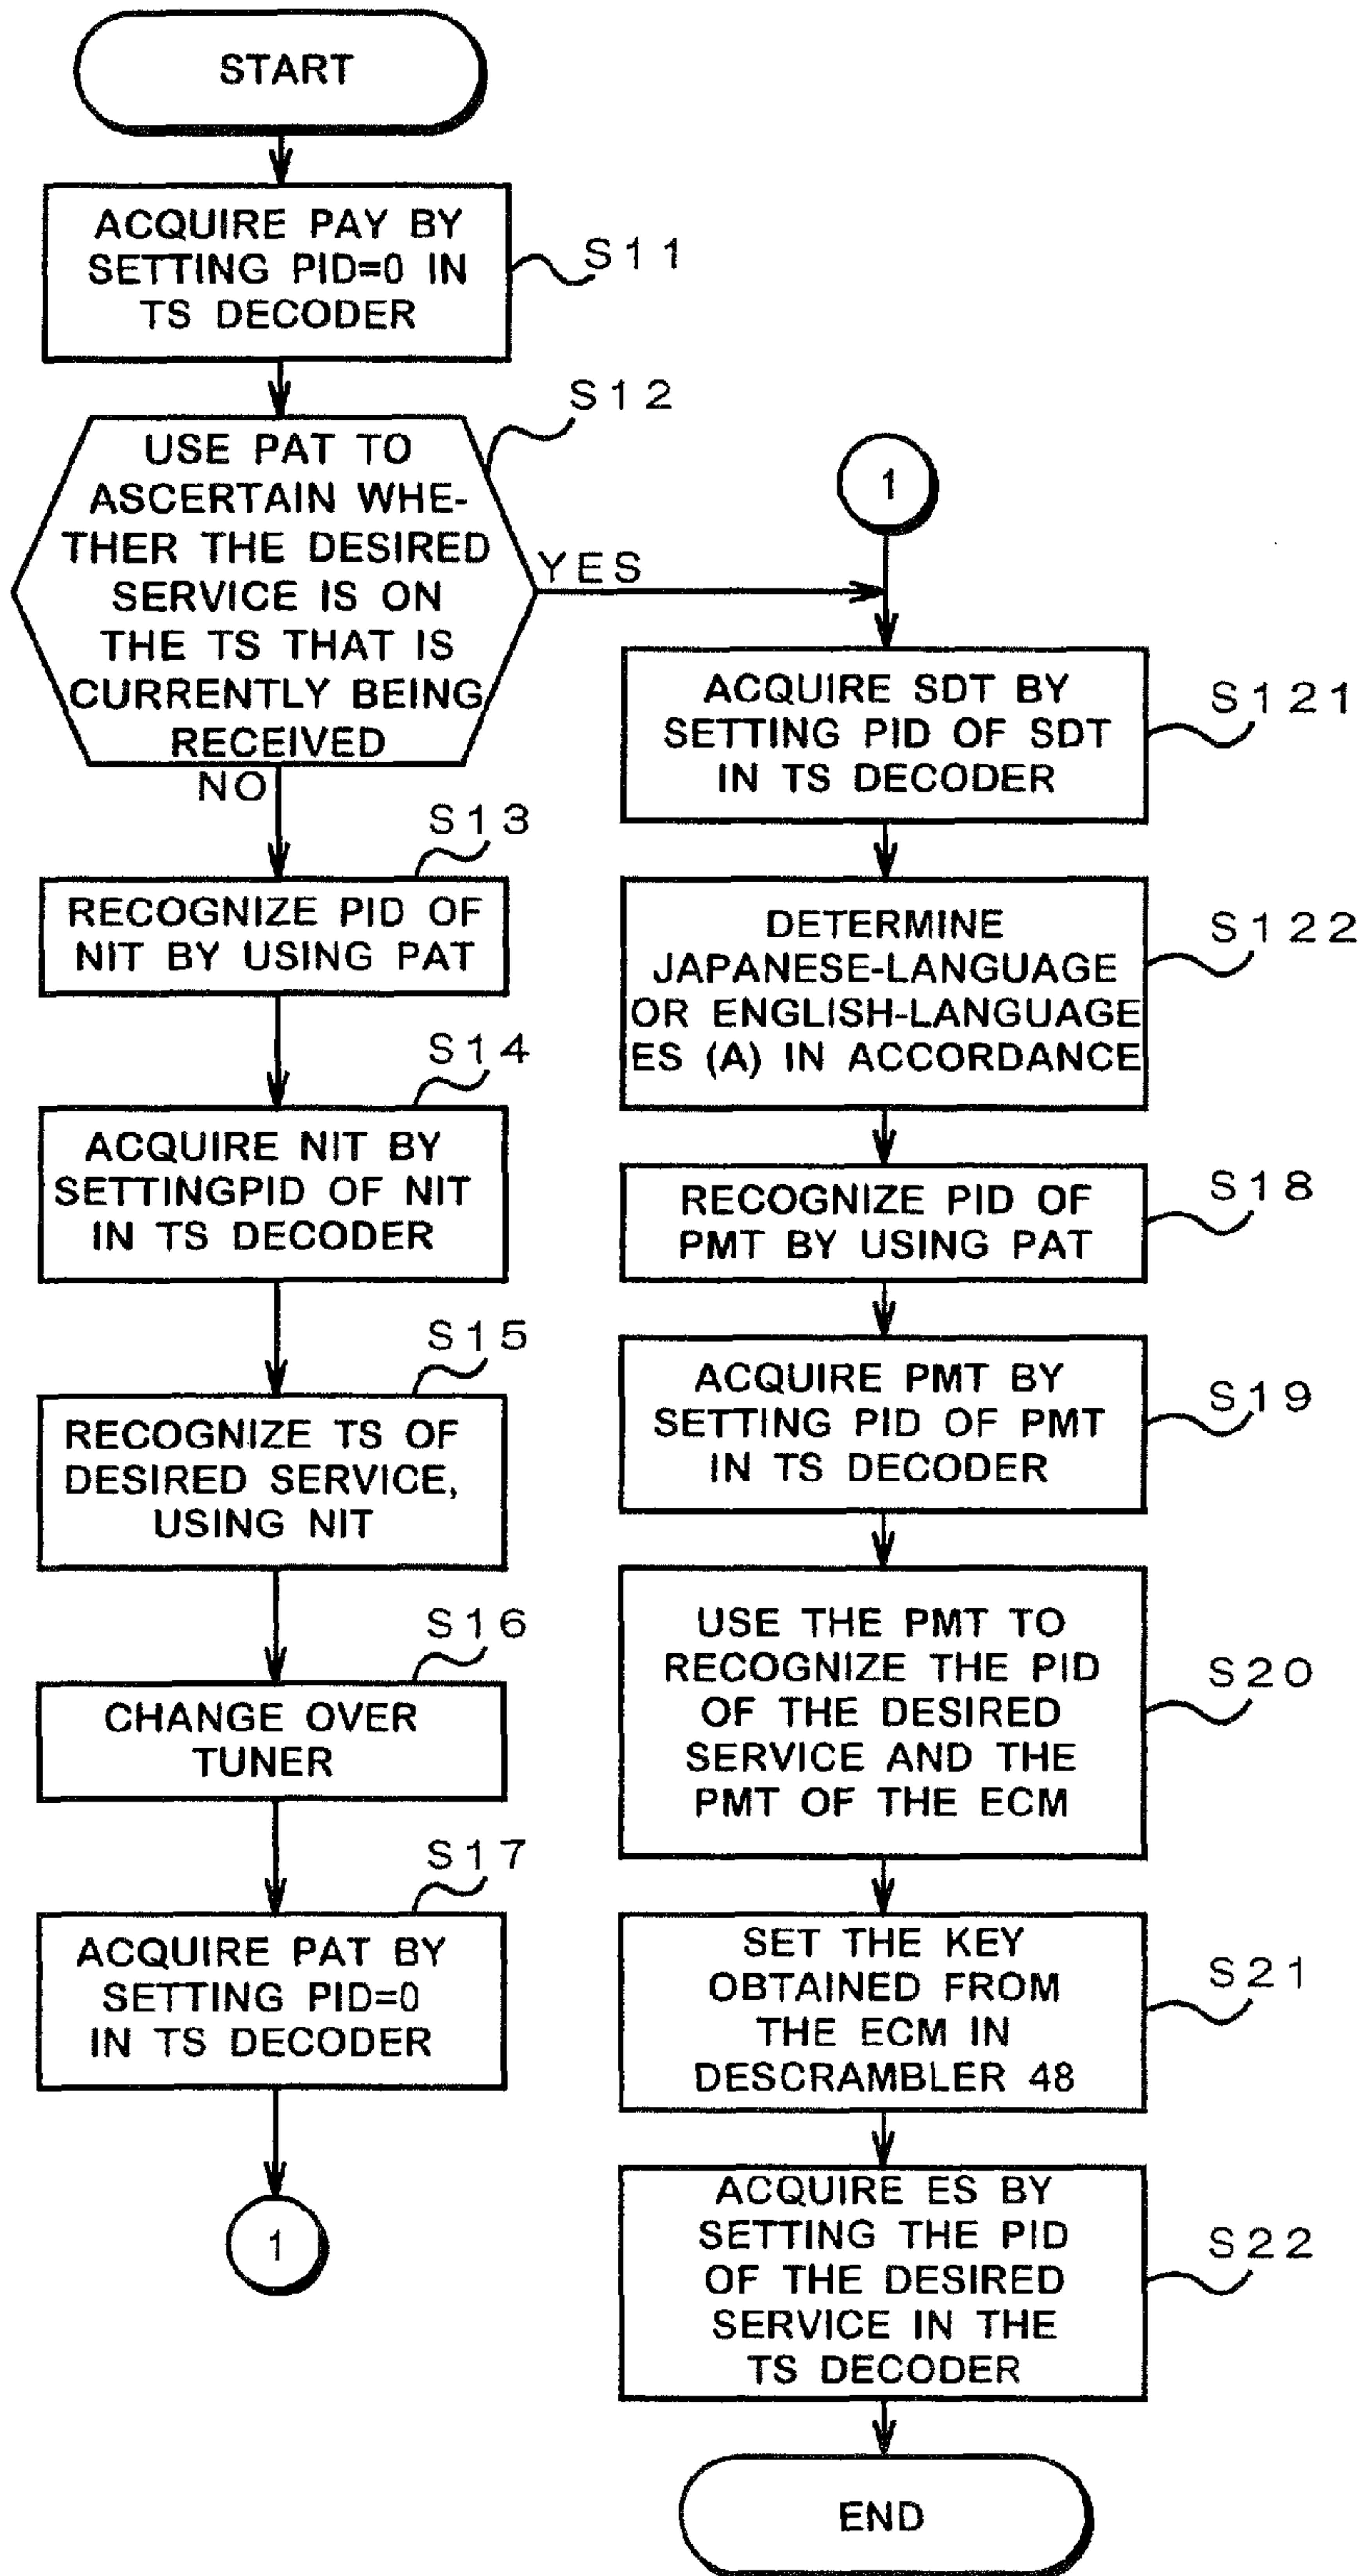 START
ACQUIRE PAY BY
SETTING PID=0 IN
TS DECODER
S11
USE PAT TO
ASCERTAIN WHE-
THER THE DESIRED
SERVICE IS ON
THE TS THAT IS
CURRENTLY BEING
RECEIVED
S12
YES
NO
RECOGNIZE PID OF
NIT BY USING PAT
S13
ACQUIRE NIT BY
SETTINGPID OF NIT
IN TS DECODER
S14
RECOGNIZE TS OF
DESIRED SERVICE,
USING NIT
S15
CHANGE OVER
TUNER
S16
ACQUIRE PAT BY
SETTING PID=0
IN TS DECODER
S17
1
1
ACQUIRE SDT BY
SETTING PID OF SDT
IN TS DECODER
S121
DETERMINE
JAPANESE-LANGUAGE
OR ENGLISH-LANGUAGE
ES (A) IN ACCORDANCE
S122
RECOGNIZE PID OF
PMT BY USING PAT
S18
ACQUIRE PMT BY
SETTING PID OF PMT
IN TS DECODER
S19
USE THE PMT TO
RECOGNIZE THE PID
OF THE DESIRED
SERVICE AND THE
PMT OF THE ECM
S20
SET THE KEY
OBTAINED FROM
THE ECM IN
DESCRAMBLER 48
S21
ACQUIRE ES BY
SETTING THE PID
OF THE DESIRED
SERVICE IN THE
TS DECODER
S22
END